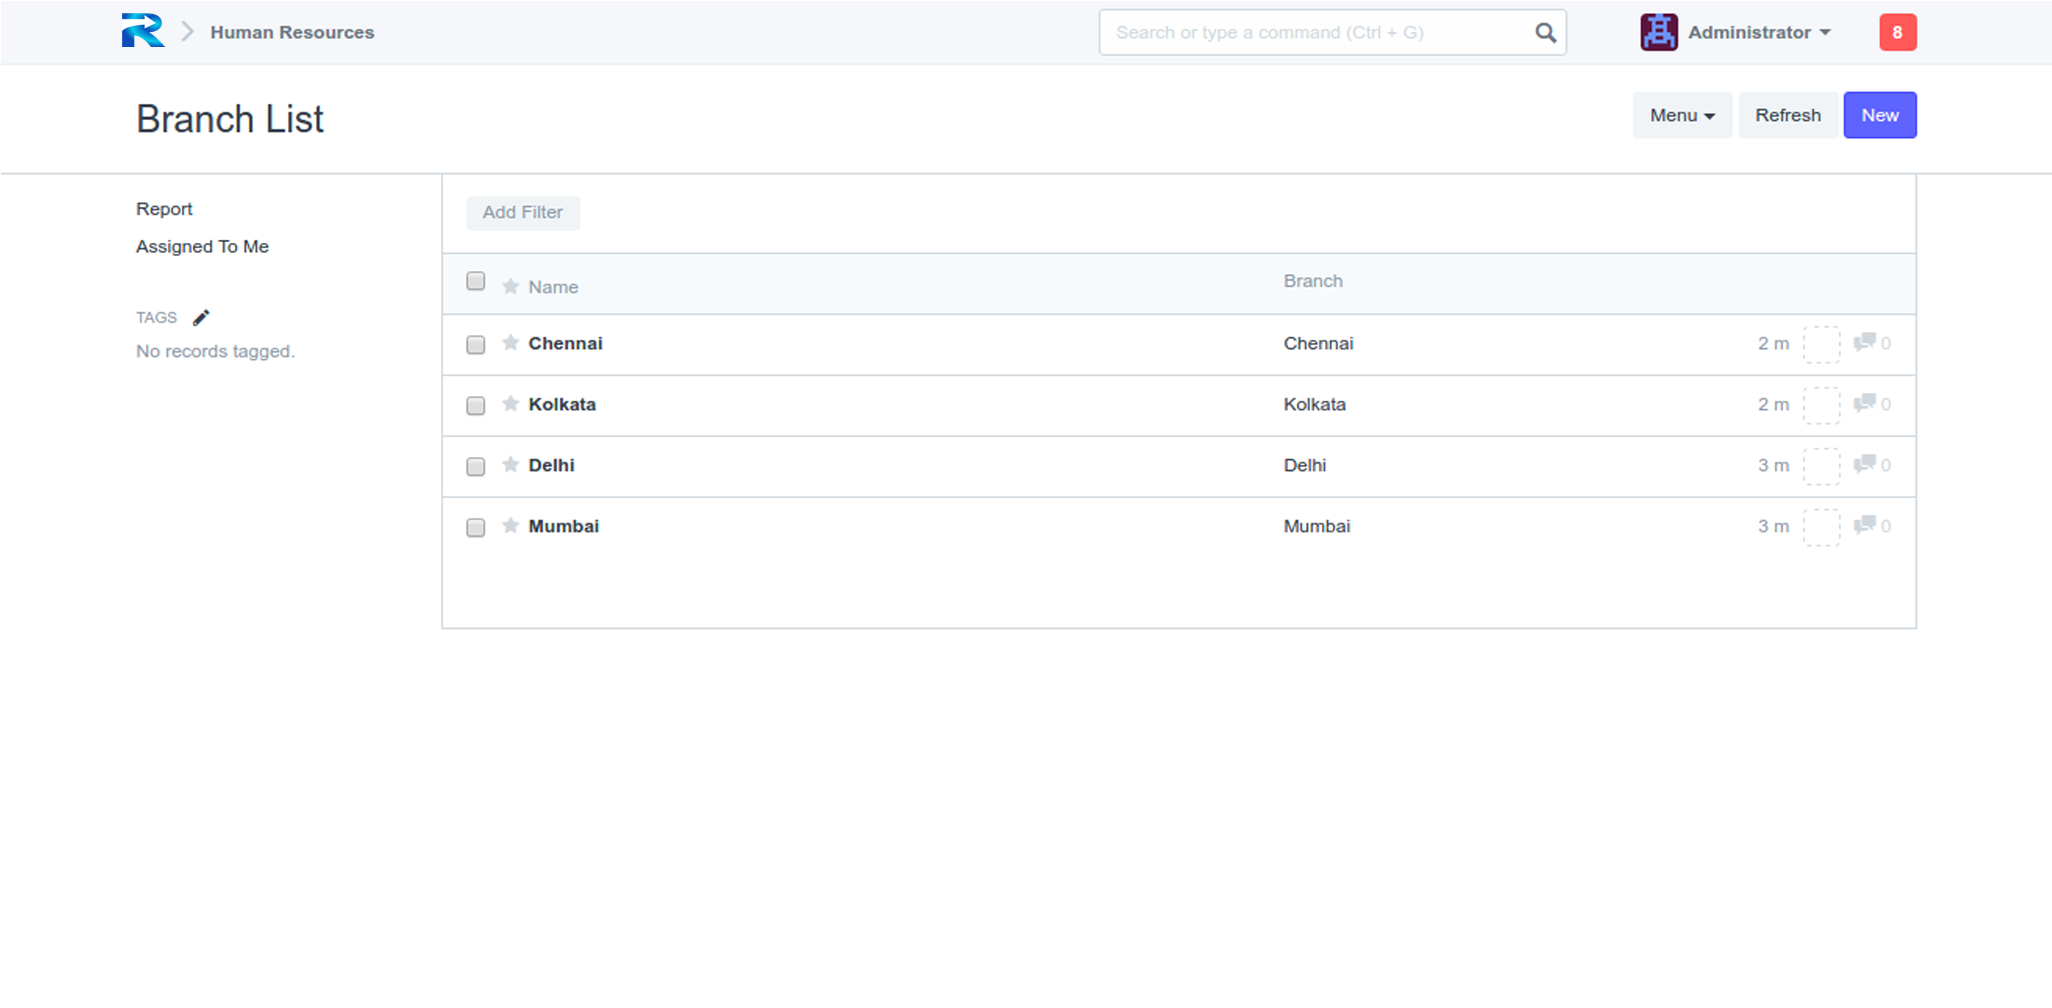 Human Resources
Search or type a command (Ctrl + G)
Administrator
8
Branch List
Menu
Refresh
New
Report
Assigned To Me
TAGS
No records tagged.
Add Filter
Name Branch
Chennai Chennai 2 m 0
Kolkata Kolkata 2 m 0
Delhi Delhi 3 m 0
Mumbai Mumbai 3 m 0